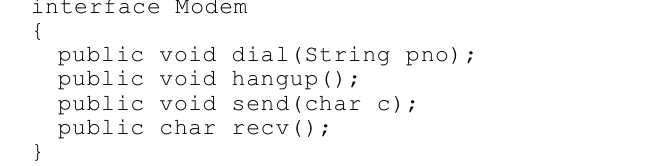 interface Modem
{
  public void dial(String pno);
  public void hangup();
  public void send(char c);
  public char recv();
}